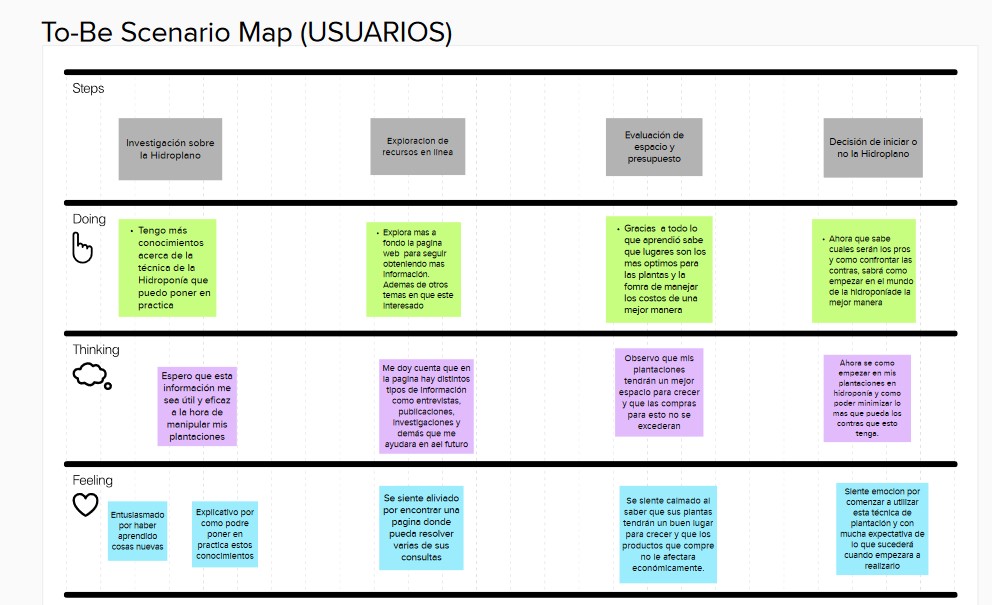 To-Be Scenario Map (USUARIOS)
Steps
Investigación sobre
la Hidroplano
Exploracion de
recursos en linea
Evaluación de
espacio y
presupuesto
Decisión de iniciar o
no la Hidroplano
Doing
• Tengo más
conocimientos
acerca de la
técnica de la
Hidroponía que
puedo poner en
practica
• Explora mas a
fondo la pagina
web para seguir
obteniendo mas
información.
Ademas de otros
temas en que este
interesado
• Gracias a todo lo
que aprendió sabe
que lugares son los
mas optimos para
las plantas y la
fomra de manejar
los costos de una
mejor manera
• Ahora que sabe
cuales serán los pros
y como confrontar las
contras, sabrá como
empezar en el mundo
de la hidroponíade la
mejor manera
Thinking
Espero que esta
información me
sea útil y eficaz
a la hora de
manipular mis
plantaciones
Me doy cuenta que en
la pagina hay distintos
tipos de información
como entrevistas,
publicaciones,
investigaciones y
demás que me
ayudara en ael futuro
Observo que mis
plantaciones
tendrán un mejor
espacio para crecer
y que las compras
para esto no se
excederan
Ahora se como
empezar en mis
plantaciones en
hidroponía y como
poder minimizar lo
mas que pueda los
contras que esto
tenga.
Feeling
Entusiasmado
por haber
aprendido
cosas nuevas
Explicativo por
como podre
poner en
practica estos
conocimientos
Se siente aliviado
por encontrar una
pagina donde
pueda resolver
varias de sus
consultas
Se siente calmado al
saber que sus plantas
tendrán un buen lugar
para crecer y que los
productos que compre
no le afectara
económicamente.
Siente emocion por
comenzar a utilizar
esta técnica de
plantación y con
mucha expectativa de
lo que sucederá
cuando empezara a
realizarlo